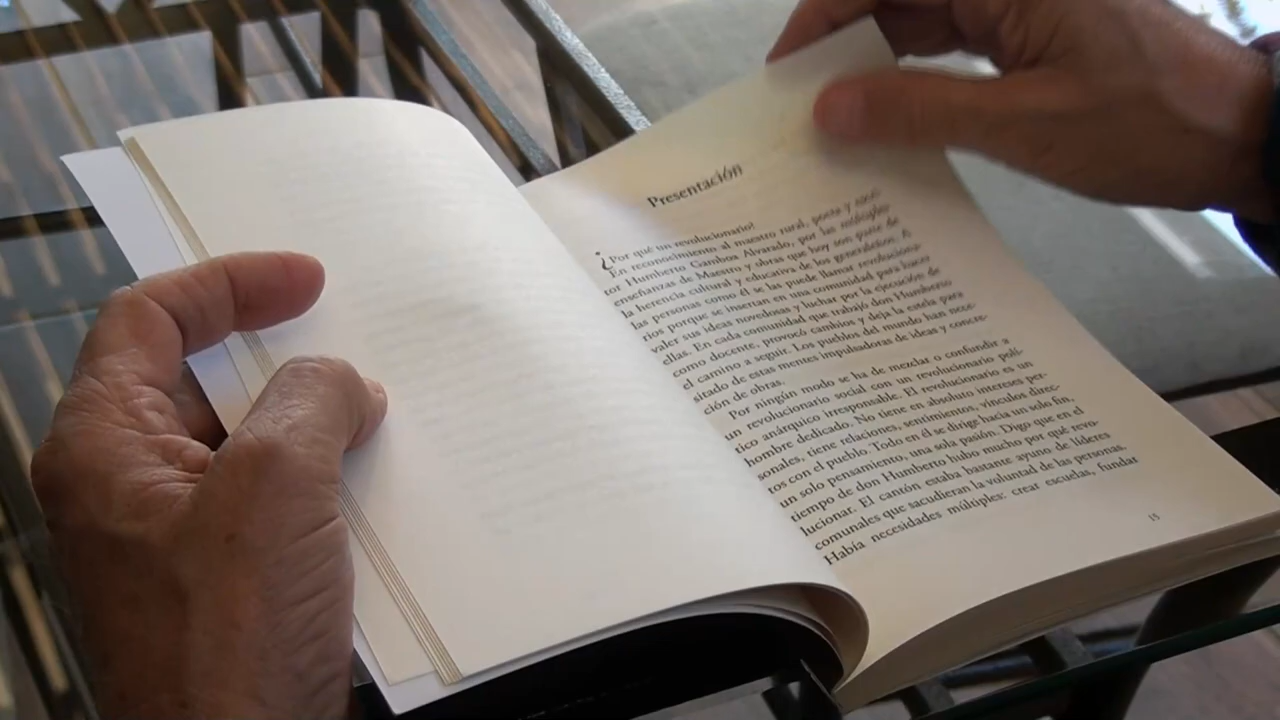 Presentación
¿Por qué un revolucionario?
En reconocimiento al maestro rural, poeta y escri-
tor Humberto Gamboa Alvarado, por las múltiples
enseñanzas de Maestro y obras que hoy son parte de
la herencia cultural y educativa de los generaleños. A
las personas como él se las puede llamar revoluciona-
rios porque se insertan en una comunidad para hacer
valer sus ideas novedosas y luchar por la ejecución de
ellas. En cada comunidad que trabajó don Humberto
como docente, provocó cambios y deja la estela para
el camino a seguir. Los pueblos del mundo han nece-
sitado de estas mentes impulsadoras de ideas y concre-
ción de obras.
Por ningún modo se ha de mezclar o confundir a
un revolucionario social con un revolucionario polí-
tico anárquico irresponsable. El revolucionario es un
hombre dedicado. No tiene en absoluto intereses per-
sonales, tiene relaciones, sentimientos, vínculos direc-
tos con el pueblo. Todo en él se dirige hacia un solo fin,
un solo pensamiento, una sola pasión. Digo que en el
tiempo de don Humberto hubo mucho por qué revo-
lucionar. El cantón estaba bastante ayuno de líderes
comunales que sacudieran la voluntad de las personas.
Había necesidades múltiples: crear escuelas, fundar
15